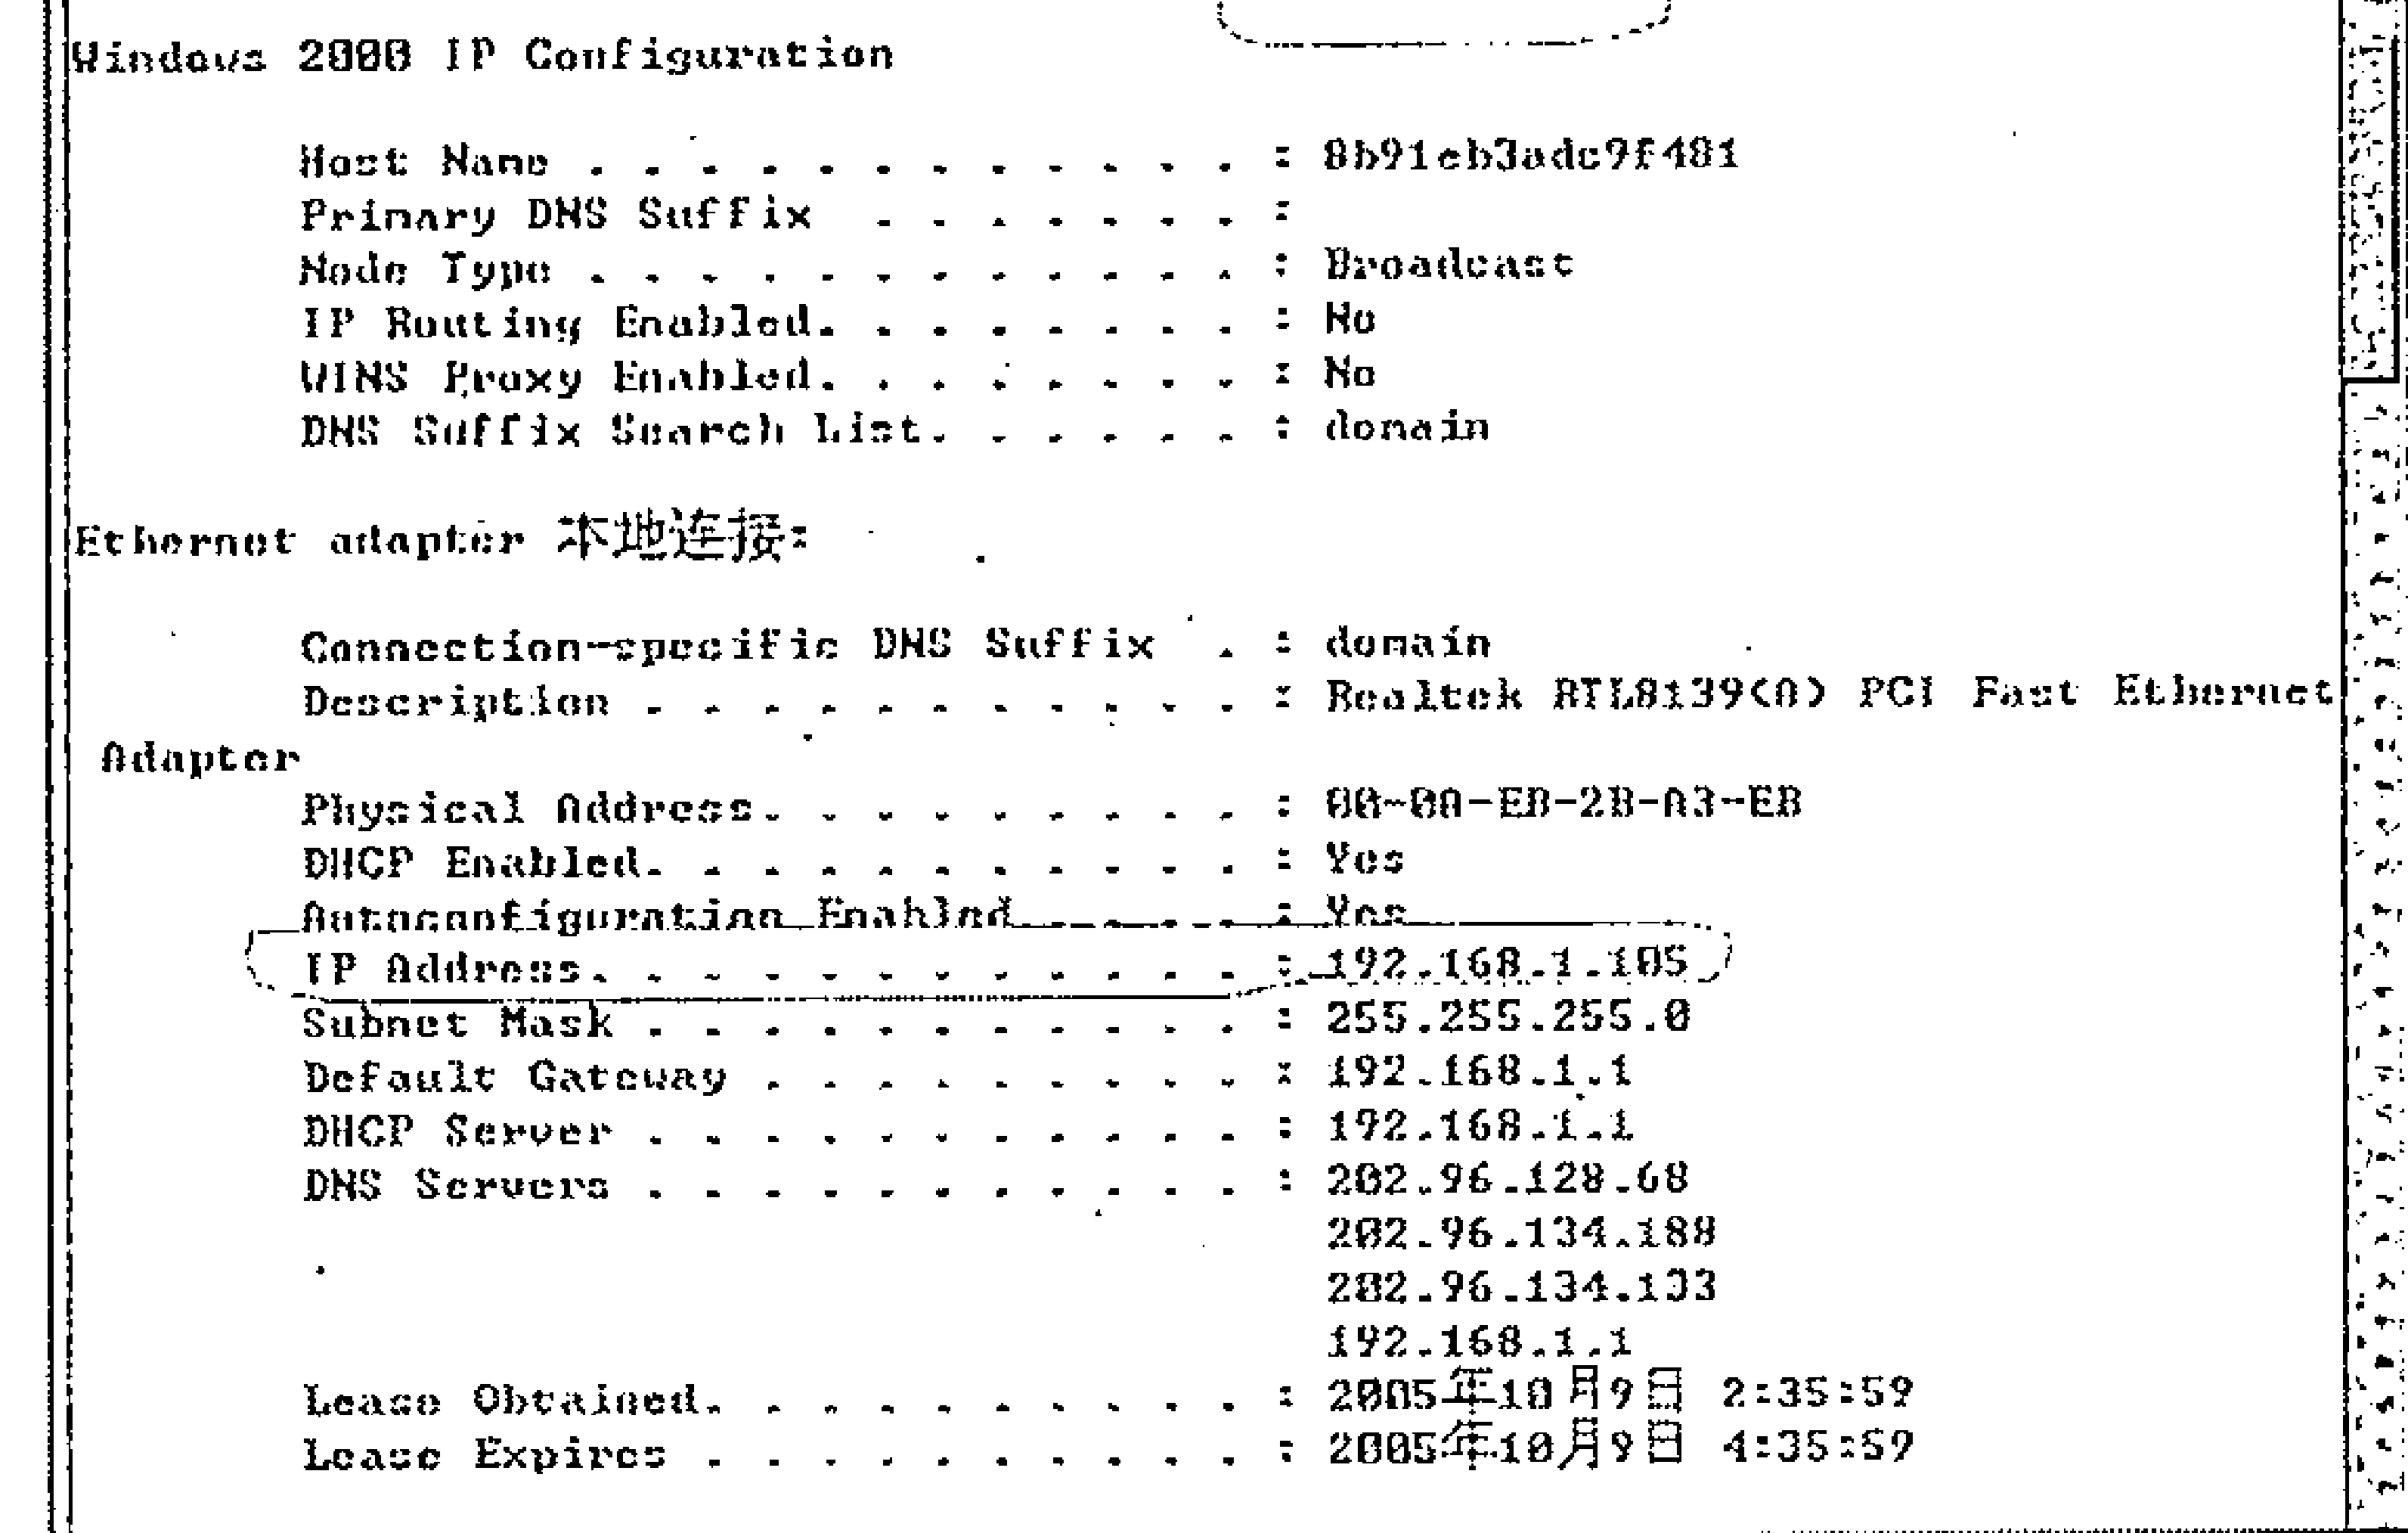 Windows 2000 IP Configuration
Host Name . . . . . . . . . . . . : 8b91eb3adc9f481
Primary DNS Suffix . . . . . . . :
Node Type . . . . . . . . . . . . : Broadcast
IP Routing Enabled. . . . . . . . : No
WINS Proxy Enabled. . . . . . . . : No
DNS Suffix Search List. . . . . . : domain
Ethernet adapter 本地连接:
Connection-specific DNS Suffix . : domain
Description . . . . . . . . . . . : Realtek RTL8139(A) PCI Fast Ethernet
Adapter
Physical Address. . . . . . . . . : 00-0A-EB-2B-A3-EB
DHCP Enabled. . . . . . . . . . . : Yes
Autoconfiguration Enabled . . . . : Yes
IP Address. . . . . . . . . . . . : 192.168.1.105
Subnet Mask . . . . . . . . . . . : 255.255.255.0
Default Gateway . . . . . . . . . : 192.168.1.1
DHCP Server . . . . . . . . . . . : 192.168.1.1
DNS Servers . . . . . . . . . . . : 202.96.128.68
202.96.134.188
202.96.134.133
192.168.1.1
Lease Obtained. . . . . . . . . . : 2005年10月9日 2:35:59
Lease Expires . . . . . . . . . . : 2005年10月9日 4:35:59